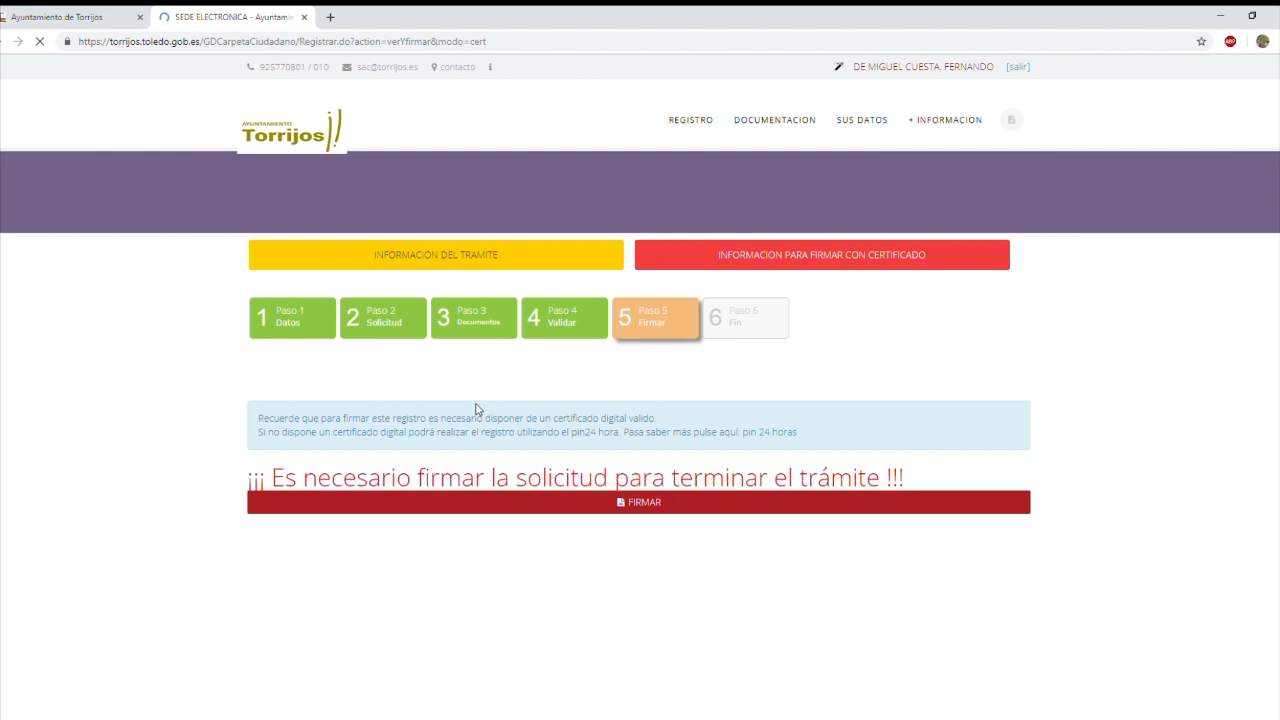 Ayuntamiento de Torrijos
SEDE ELECTRONICA - Ayuntamie
https://torrijos.toledo.gob.es/GDCarpetaCiudadano/Registrar.do?action=verYfirmar&modo=cert
ABP
925770801 / 010 sac@torrijos.es contacto
DE MIGUEL CUESTA, FERNANDO [salir]
AYUNTAMIENTO
Torrijos
REGISTRO DOCUMENTACION SUS DATOS + INFORMACION
INFORMACION DEL TRAMITE
INFORMACION PARA FIRMAR CON CERTIFICADO
1 Paso 1
Datos
2 Paso 2
Solicitud
3 Paso 3
Documentos
4 Paso 4
Validar
5 Paso 5
Firmar
6 Paso 6
Fin
Recuerde que para firmar este registro es necesario disponer de un certificado digital valido.
Si no dispone un certificado digital podrá realizar el registro utilizando el pin24 hora. Pasa saber más pulse aquí: pin 24 horas
¡¡¡ Es necesario firmar la solicitud para terminar el trámite !!!
FIRMAR